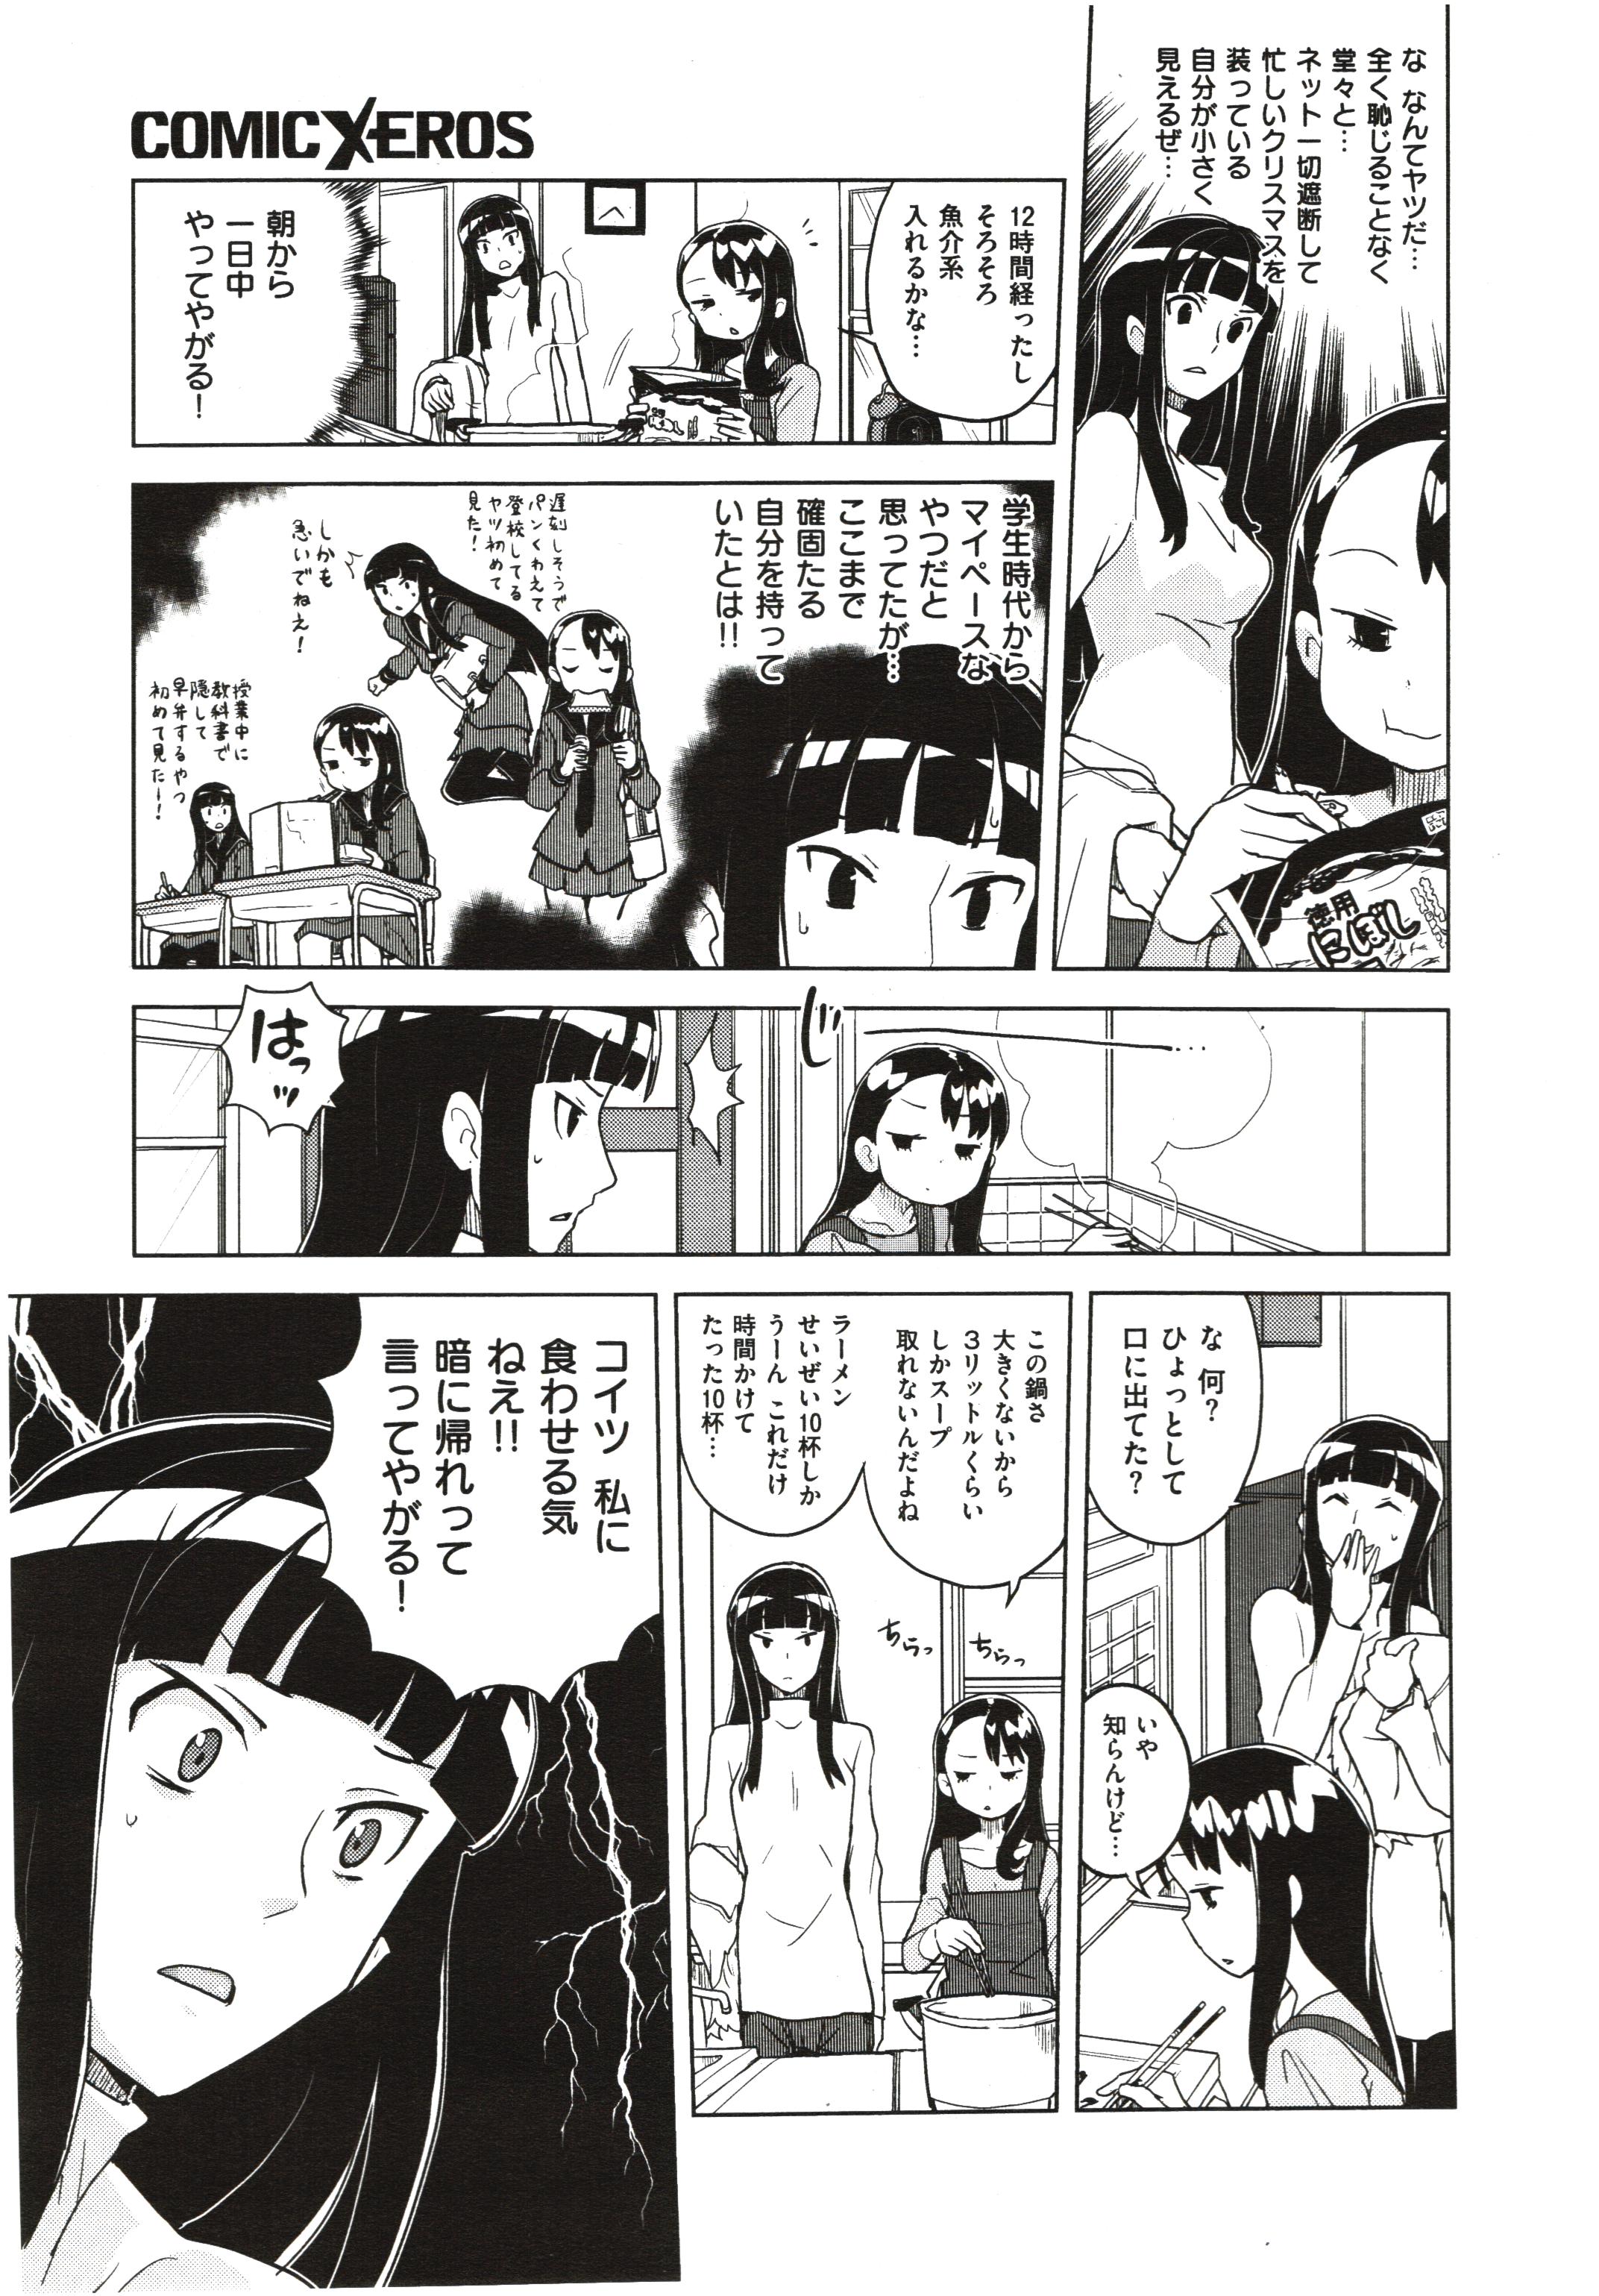 COMIC X-EROS
な なんてヤツだ…
全く恥じることなく
堂々と…
ネット一切遮断して
忙しいクリスマスを
装っている
自分が小さく
見えるぜ…
徳用
にぼし
12時間経ったし
そろそろ
魚介系
入れるかな…
朝から
一日中
やってやがる!
学生時代から
マイペースな
やつだと
思ってたが…
ここまで
確固たる
自分を持って
いたとは!!
遅刻しそうで
パンくわえて
登校してる
ヤツ初めて
見た!
しかも
急いでねえ!
授業中に
教科書で
隠して
早弁するやつ
初めて見たー!
じーー…
はっッ
な 何?
ひょっとして
口に出てた?
いや
知らんけど…
この鍋さ
大きくないから
3リットルくらい
しかスープ
取れないんだよね
ラーメン
せいぜい10杯しか
うーん これだけ
時間かけて
たった10杯…
ちらっ
ちらっ
コイツ 私に
食わせる気
ねえ!!
暗に帰れって
言ってやがる!